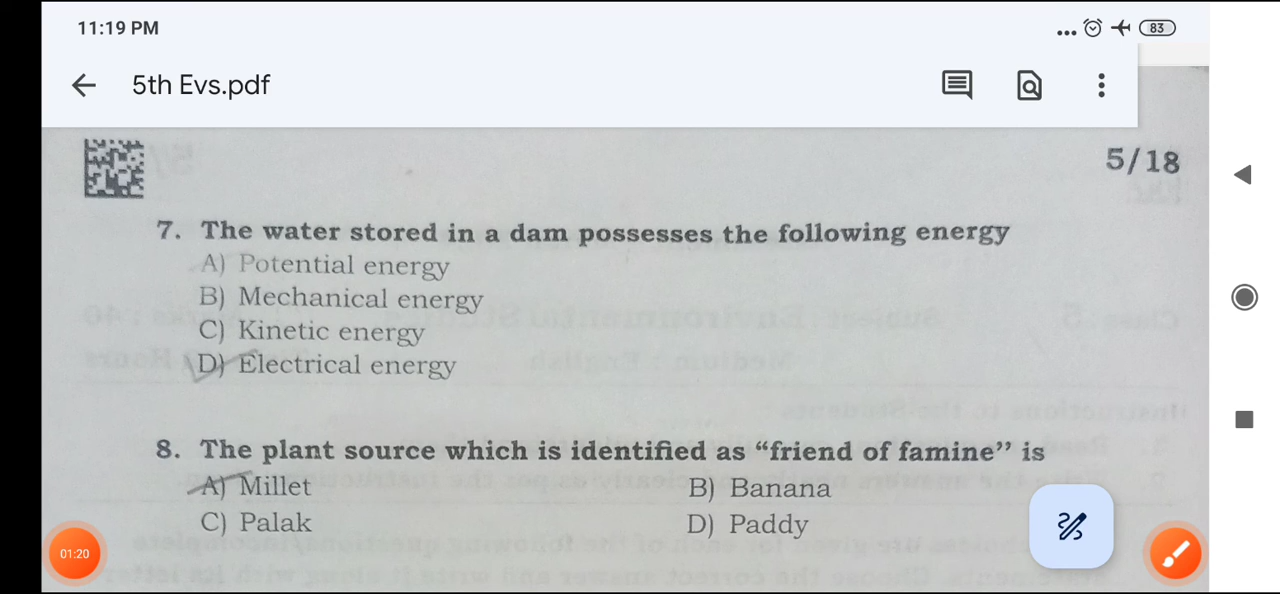 11:19 PM
83
5th Evs.pdf
5/18
7. The water stored in a dam possesses the following energy
A) Potential energy
B) Mechanical energy
C) Kinetic energy
D) Electrical energy
8. The plant source which is identified as “friend of famine” is
A) Millet B) Banana
C) Palak D) Paddy
01:20